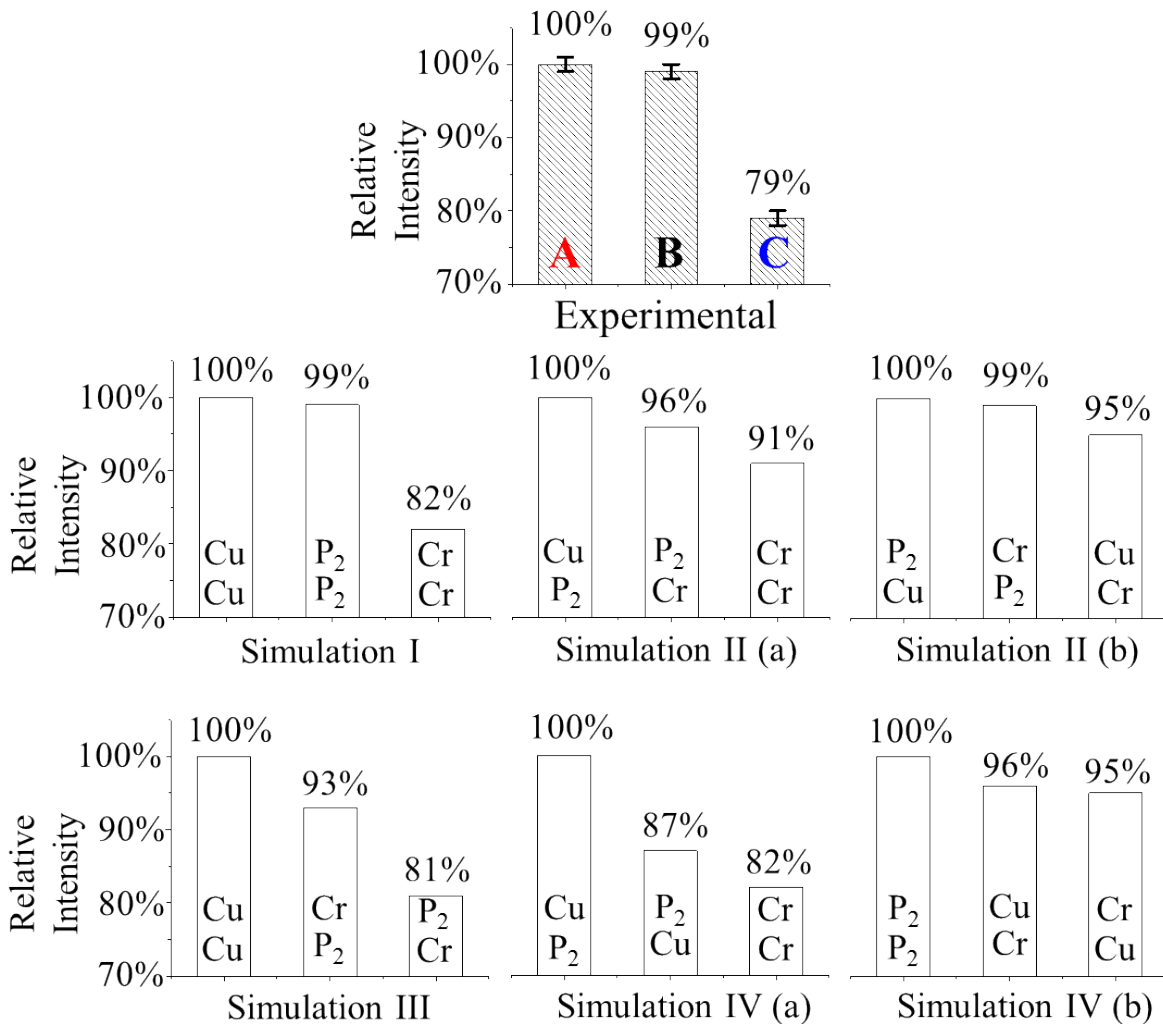 100%
99%
79%
Relative
Intensity
100%
90%
80%
70%
A
B
C
Experimental
100%
99%
82%
Relative
Intensity
100%
90%
80%
70%
Cu
Cu
P2
P2
Cr
Cr
Simulation I
100%
96%
91%
Cu
P2
P2
Cr
Cr
Cr
Simulation II (a)
100%
99%
95%
P2
Cu
Cr
P2
Cu
Cr
Simulation II (b)
100%
93%
81%
Relative
Intensity
100%
90%
80%
70%
Cu
Cu
Cr
P2
P2
Cr
Simulation III
100%
87%
82%
Cu
P2
P2
Cu
Cr
Cr
Simulation IV (a)
100%
96%
95%
P2
P2
Cu
Cr
Cr
Cu
Simulation IV (b)